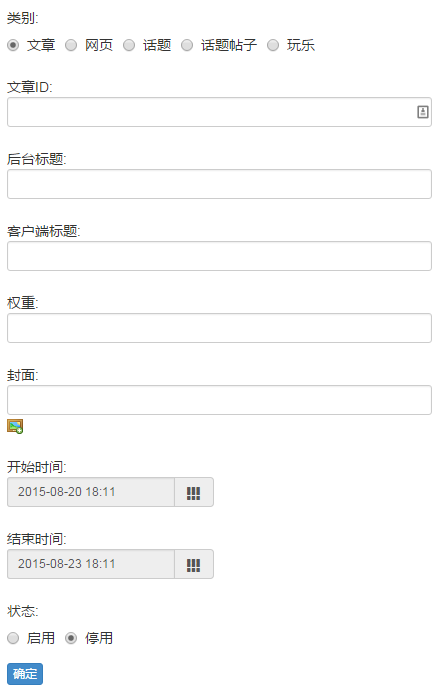 类别:
文章 网页 话题 话题帖子 玩乐
文章ID:
后台标题:
客户端标题:
权重:
封面:
开始时间:
2015-08-20 18:11
结束时间:
2015-08-23 18:11
状态:
启用 停用
确定